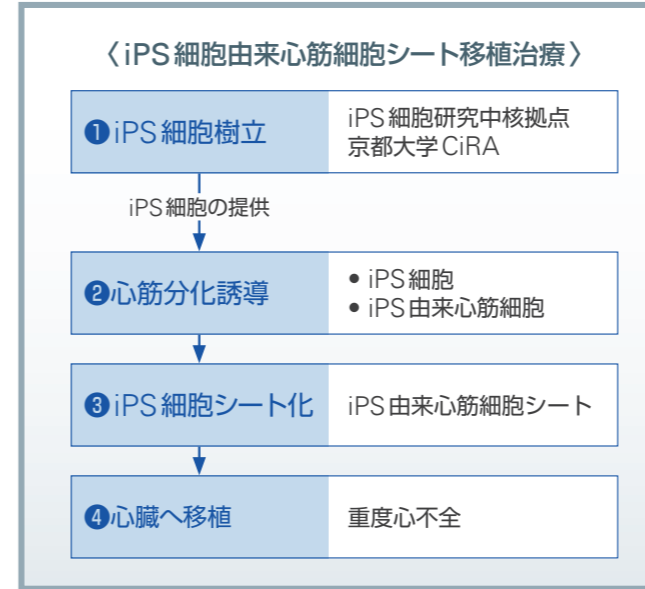 〈iPS細胞由来心筋細胞シート移植治療〉
❶iPS細胞樹立
iPS細胞研究中核拠点
京都大学CiRA
iPS細胞の提供
❷心筋分化誘導
• iPS細胞
• iPS由来心筋細胞
❸iPS細胞シート化
iPS由来心筋細胞シート
❹心臓へ移植
重度心不全